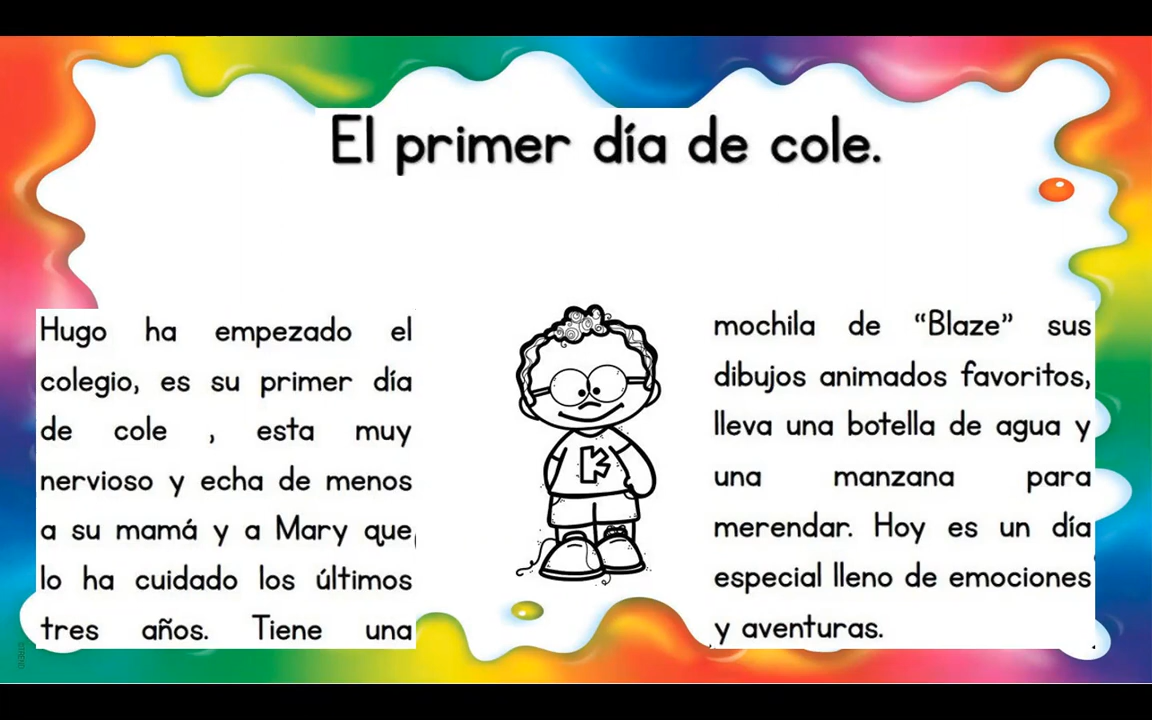 El primer día de cole.
Hugo ha empezado el
colegio, es su primer día
de cole , esta muy
nervioso y echa de menos
a su mamá y a Mary que
lo ha cuidado los últimos
tres años. Tiene una
mochila de “Blaze” sus
dibujos animados favoritos,
lleva una botella de agua y
una manzana para
merendar. Hoy es un día
especial lleno de emociones
y aventuras.